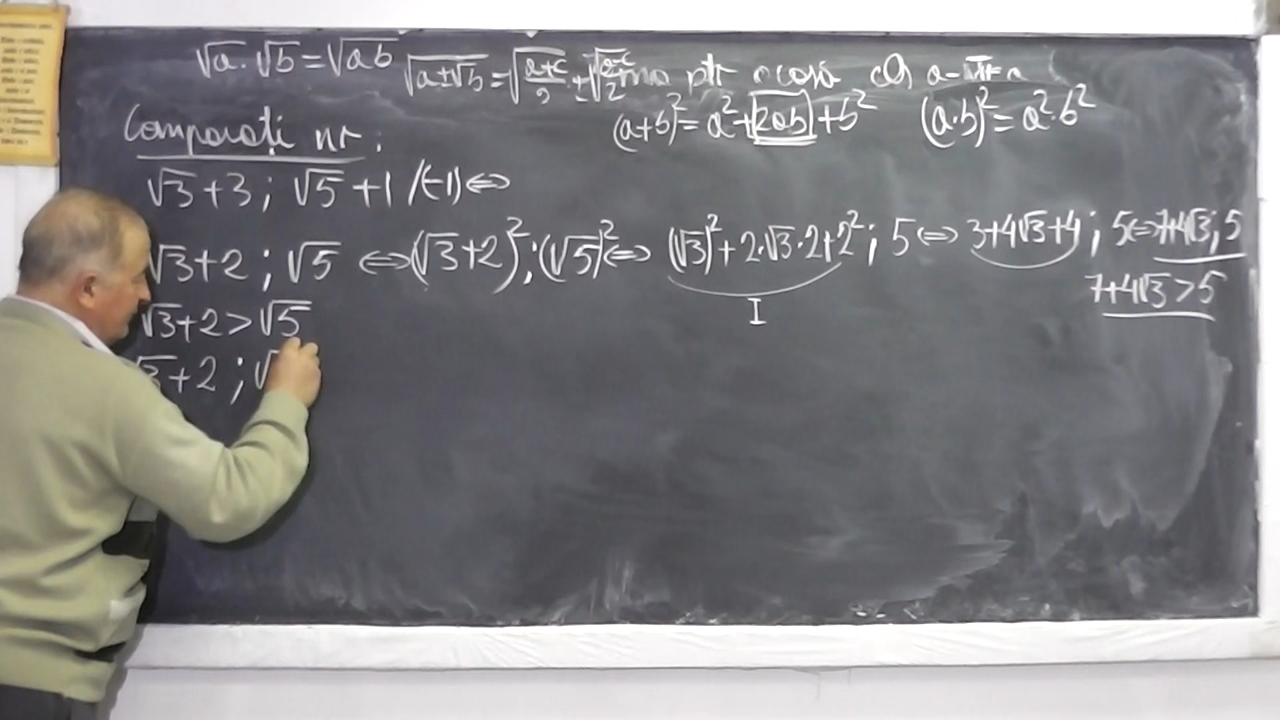 √a·√b=√ab √a±√b=√a+c/2 ±√a-c/2
(a+b)²=a²+2ab+b² (a·b)²=a²·b²
Comparați nr:
√3+3; √5+1 /(-1)⇔
√3+2; √5 ⇔(√3+2)²;(√5)²⇔ (√3)²+2·√3·2+2²; 5⇔ 3+4√3+4; 5⇔7+4√3; 5
7+4√3>5
I
√3+2>√5
√3+2; √